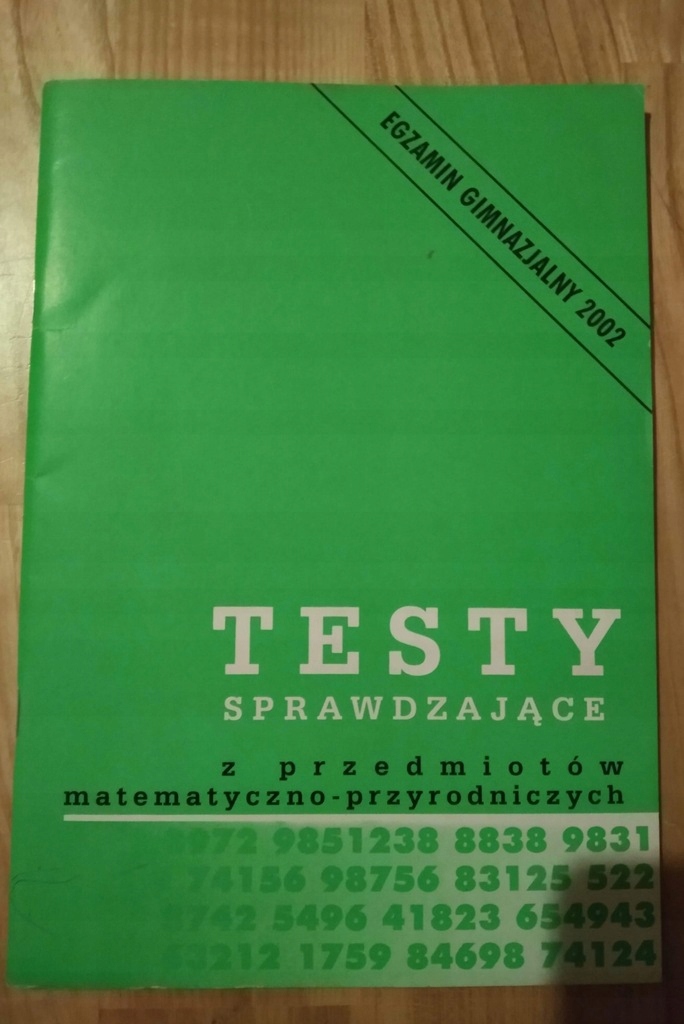 EGZAMIN GIMNAZJALNY 2002
TESTY
SPRAWDZAJĄCE
z przedmiotów
matematyczno-przyrodniczych
9851238 8838 9831
74156 98756 83125 522
5496 41823 654943
1759 84698 74124